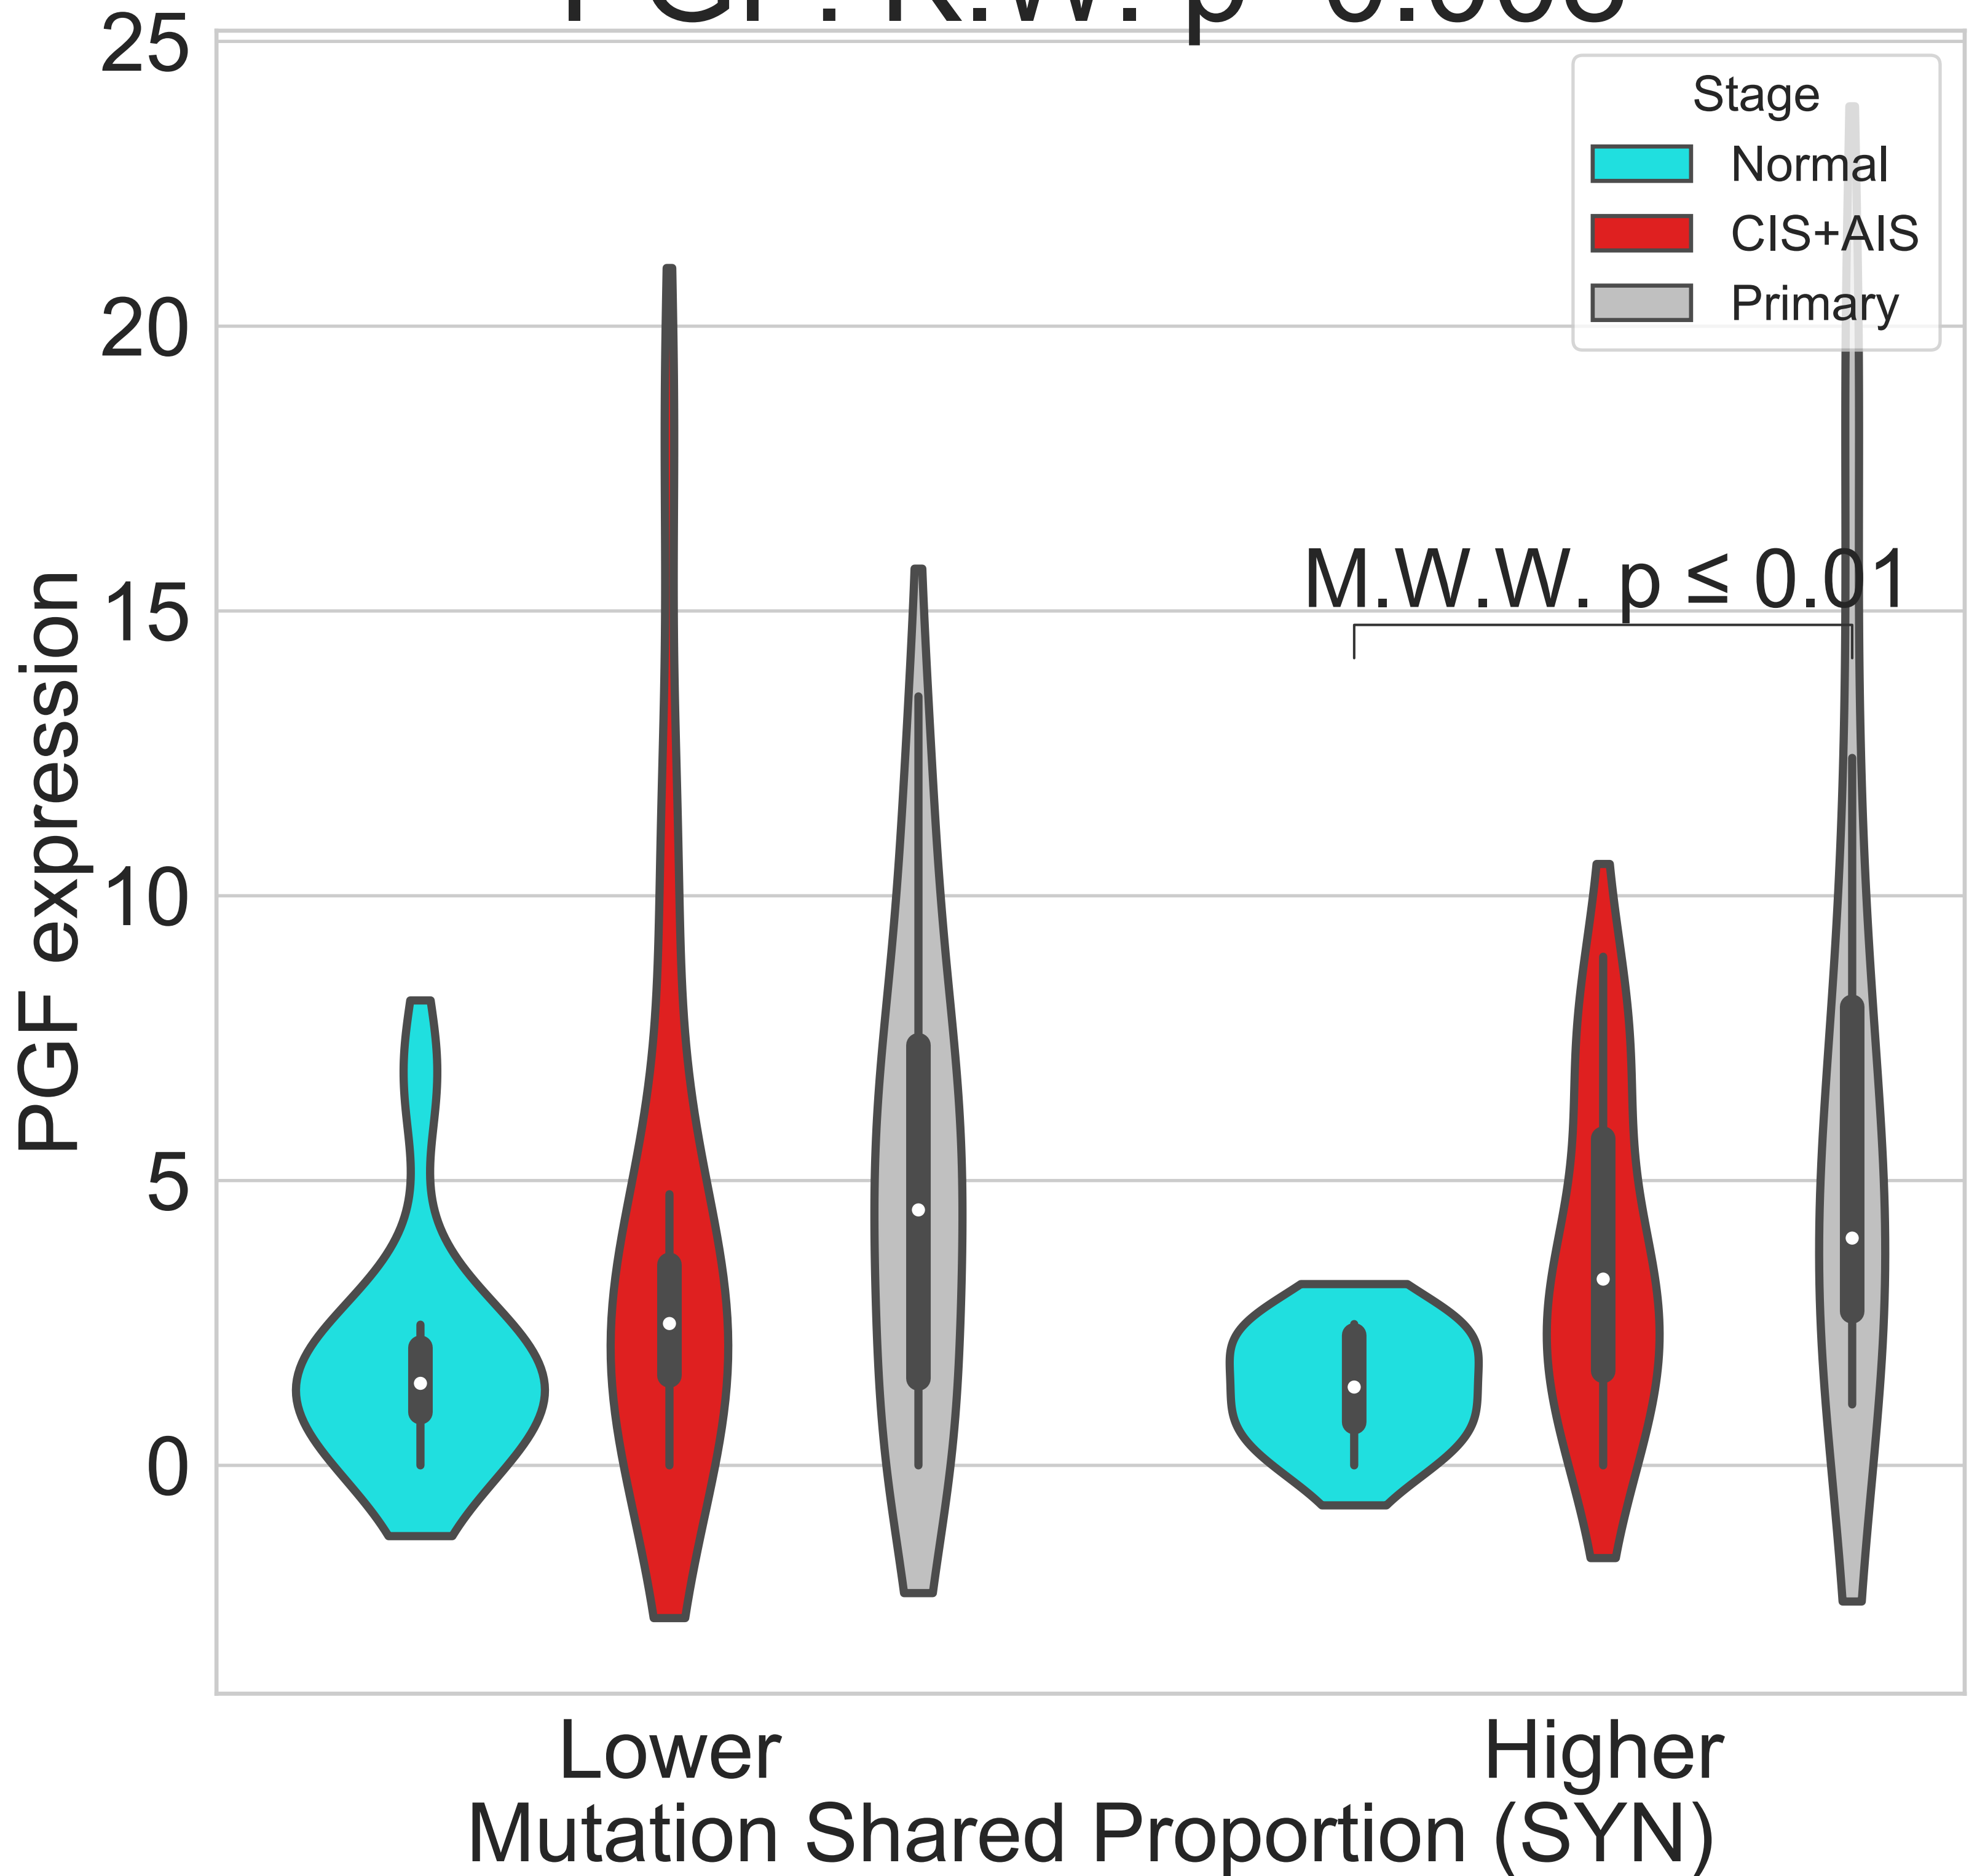 25
20
15
10
5
0
PGF expression
Stage
Normal
CIS+AIS
Primary
M.W.W. p ≤ 0.01
Lower
Higher
Mutation Shared Proportion (SYN)